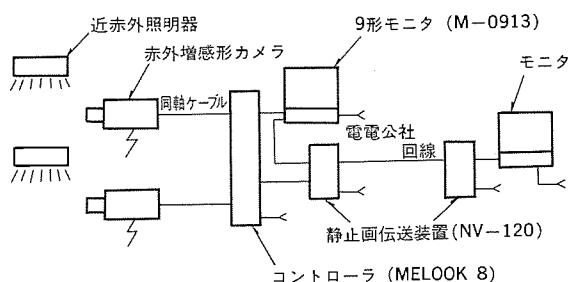 近赤外照明器
赤外増感形カメラ
同軸ケーブル
9形モニタ(M-0913)
モニタ
電電公社
回線
静止画伝送装置(NV-120)
コントローラ(MELOOK 8)